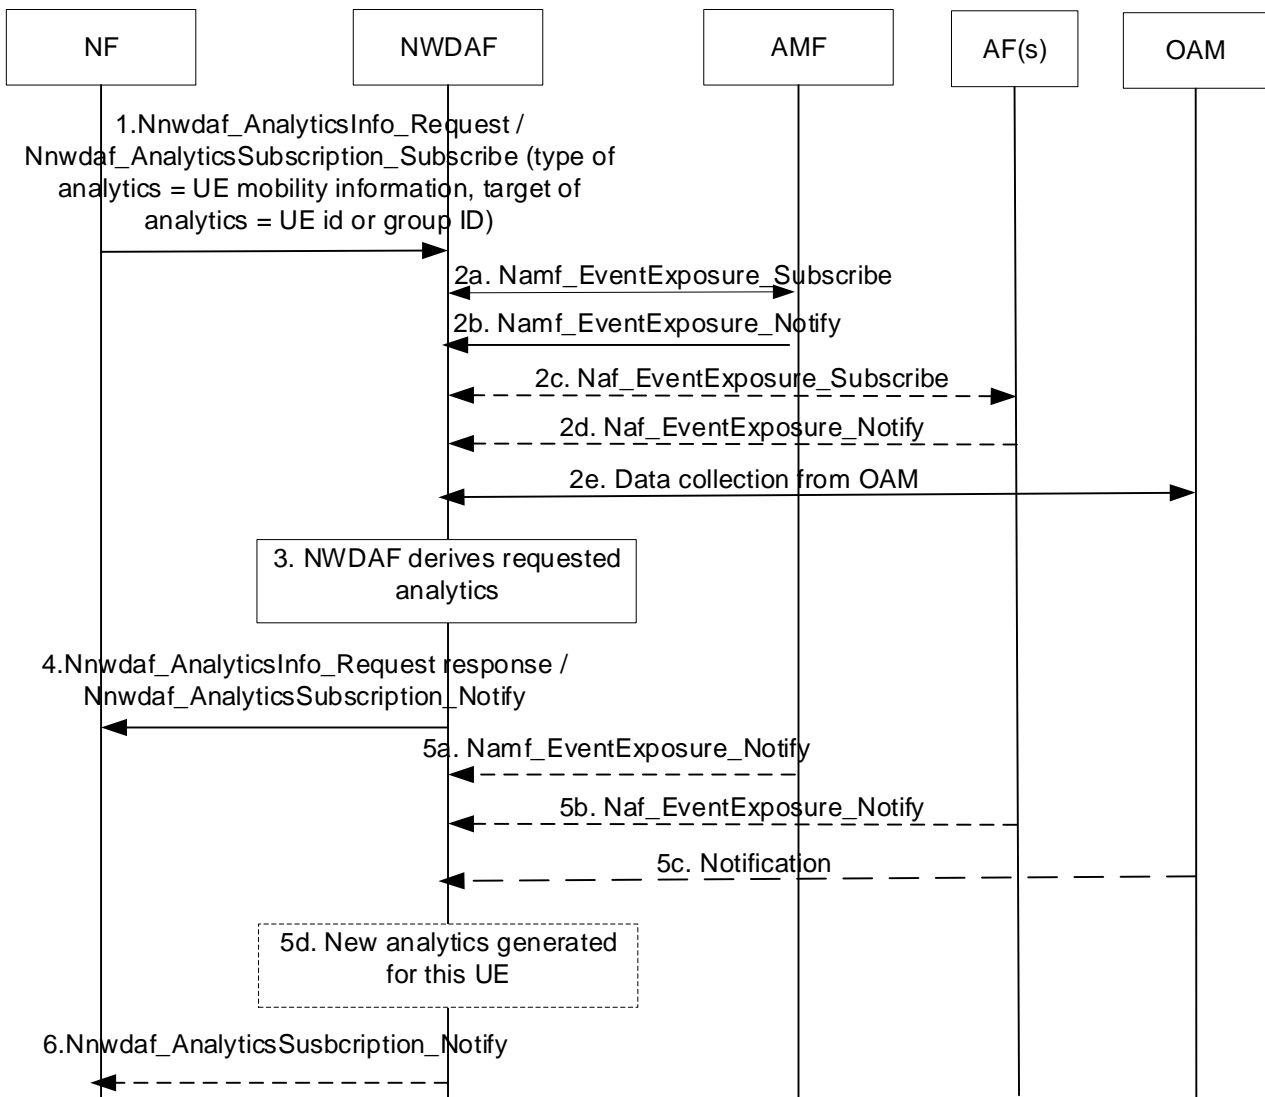 NF
NWDAF
AMF
AF(s)
OAM
1.Nnwdaf_AnalyticsInfo_Request /
Nnwdaf_AnalyticsSubscription_Subscribe (type of
analytics = UE mobility information, target of
analytics = UE id or group ID)
2a. Namf_EventExposure_Subscribe
2b. Namf_EventExposure_Notify
2c. Naf_EventExposure_Subscribe
2d. Naf_EventExposure_Notify
2e. Data collection from OAM
3. NWDAF derives requested
analytics
4.Nnwdaf_AnalyticsInfo_Request response /
Nnwdaf_AnalyticsSubscription_Notify
5a. Namf_EventExposure_Notify
5b. Naf_EventExposure_Notify
5c. Notification
5d. New analytics generated
for this UE
6.Nnwdaf_AnalyticsSusbcription_Notify